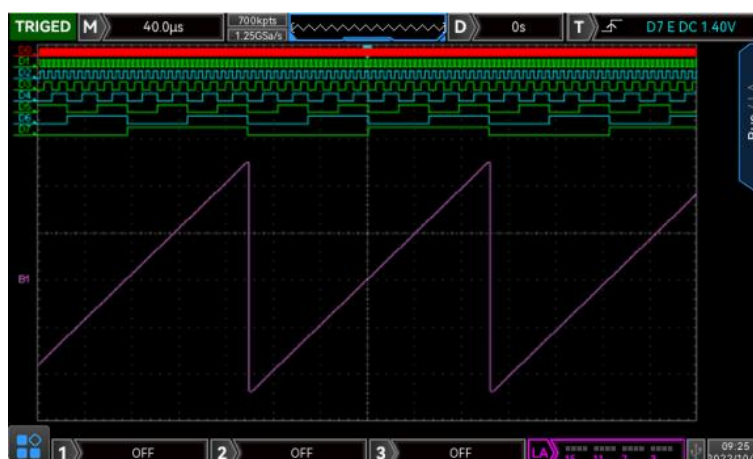 TRIGED M 40.0μs 700kpts D 0s T D7 E DC 1.40V
1.25GSa/s
D0
D1
D2
D3
D4
D5
D6
D7
B1
1 OFF 2 OFF 3 OFF LA 09:25